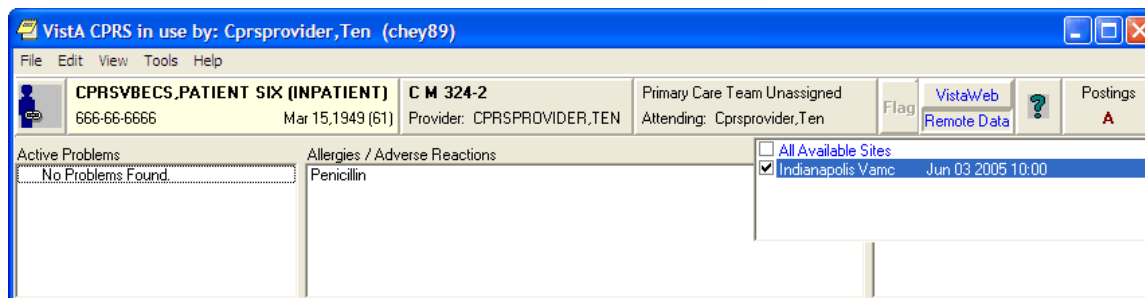 VistA CPRS in use by: Cprsprovider,Ten (chey89)
File Edit View Tools Help
CPRSVBECS,PATIENT SIX (INPATIENT)
666-66-6666 Mar 15,1949 (61)
C M 324-2
Provider: CPRSPROVIDER,TEN
Primary Care Team Unassigned
Attending: Cprsprovider,Ten
Flag
VistaWeb
Remote Data
?
Postings
A
Active Problems
No Problems Found.
Allergies / Adverse Reactions
Penicillin
All Available Sites
Indianapolis Vamc Jun 03 2005 10:00